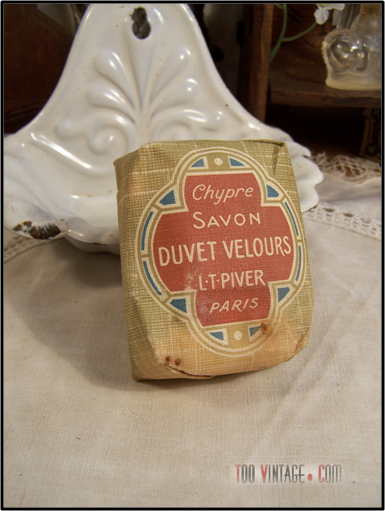 Chypre
SAVON
DUVET VELOURS
L·T·PIVER
PARIS
TOO VINTAGE.COM